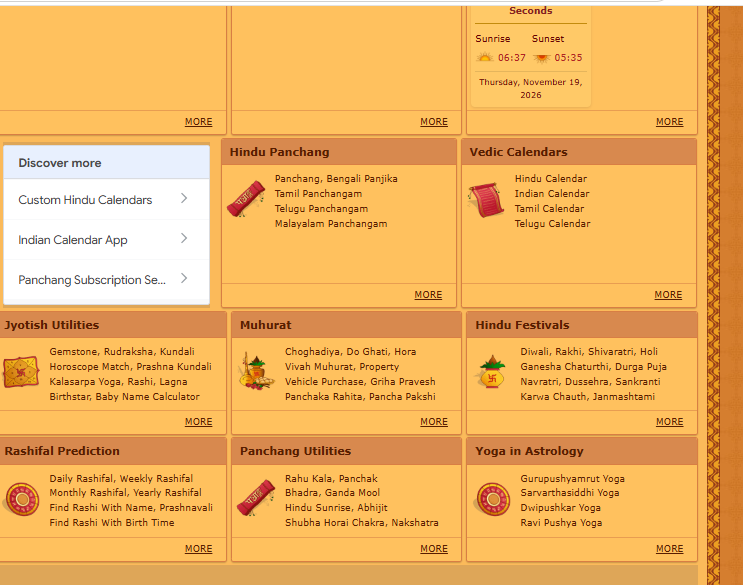 Seconds
Sunrise Sunset
06:37 05:35
Thursday, November 19,
2026
MORE
MORE
MORE
Discover more
Custom Hindu Calendars
Indian Calendar App
Panchang Subscription Se...
Hindu Panchang
Panchang, Bengali Panjika
Tamil Panchangam
Telugu Panchangam
Malayalam Panchangam
MORE
Vedic Calendars
Hindu Calendar
Indian Calendar
Tamil Calendar
Telugu Calendar
MORE
Jyotish Utilities
Gemstone, Rudraksha, Kundali
Horoscope Match, Prashna Kundali
Kalasarpa Yoga, Rashi, Lagna
Birthstar, Baby Name Calculator
MORE
Muhurat
Choghadiya, Do Ghati, Hora
Vivah Muhurat, Property
Vehicle Purchase, Griha Pravesh
Panchaka Rahita, Pancha Pakshi
MORE
Hindu Festivals
Diwali, Rakhi, Shivaratri, Holi
Ganesha Chaturthi, Durga Puja
Navratri, Dussehra, Sankranti
Karwa Chauth, Janmashtami
MORE
Rashifal Prediction
Daily Rashifal, Weekly Rashifal
Monthly Rashifal, Yearly Rashifal
Find Rashi With Name, Prashnavali
Find Rashi With Birth Time
MORE
Panchang Utilities
Rahu Kala, Panchak
Bhadra, Ganda Mool
Hindu Sunrise, Abhijit
Shubha Horai Chakra, Nakshatra
MORE
Yoga in Astrology
Gurupushyamrut Yoga
Sarvarthasiddhi Yoga
Dwipushkar Yoga
Ravi Pushya Yoga
MORE